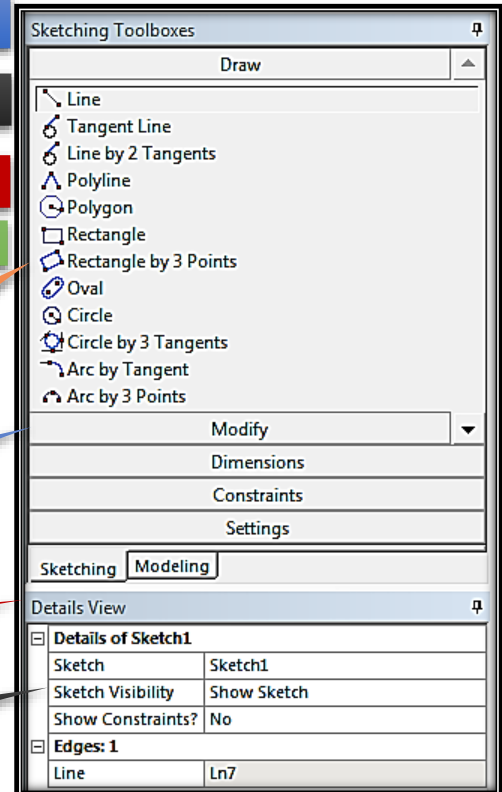 Sketching Toolboxes
Draw
Line
Tangent Line
Line by 2 Tangents
Polyline
Polygon
Rectangle
Rectangle by 3 Points
Oval
Circle
Circle by 3 Tangents
Arc by Tangent
Arc by 3 Points
Modify
Dimensions
Constraints
Settings
Sketching Modeling
Details View
Details of Sketch1
Sketch Sketch1
Sketch Visibility Show Sketch
Show Constraints? No
Edges: 1
Line Ln7